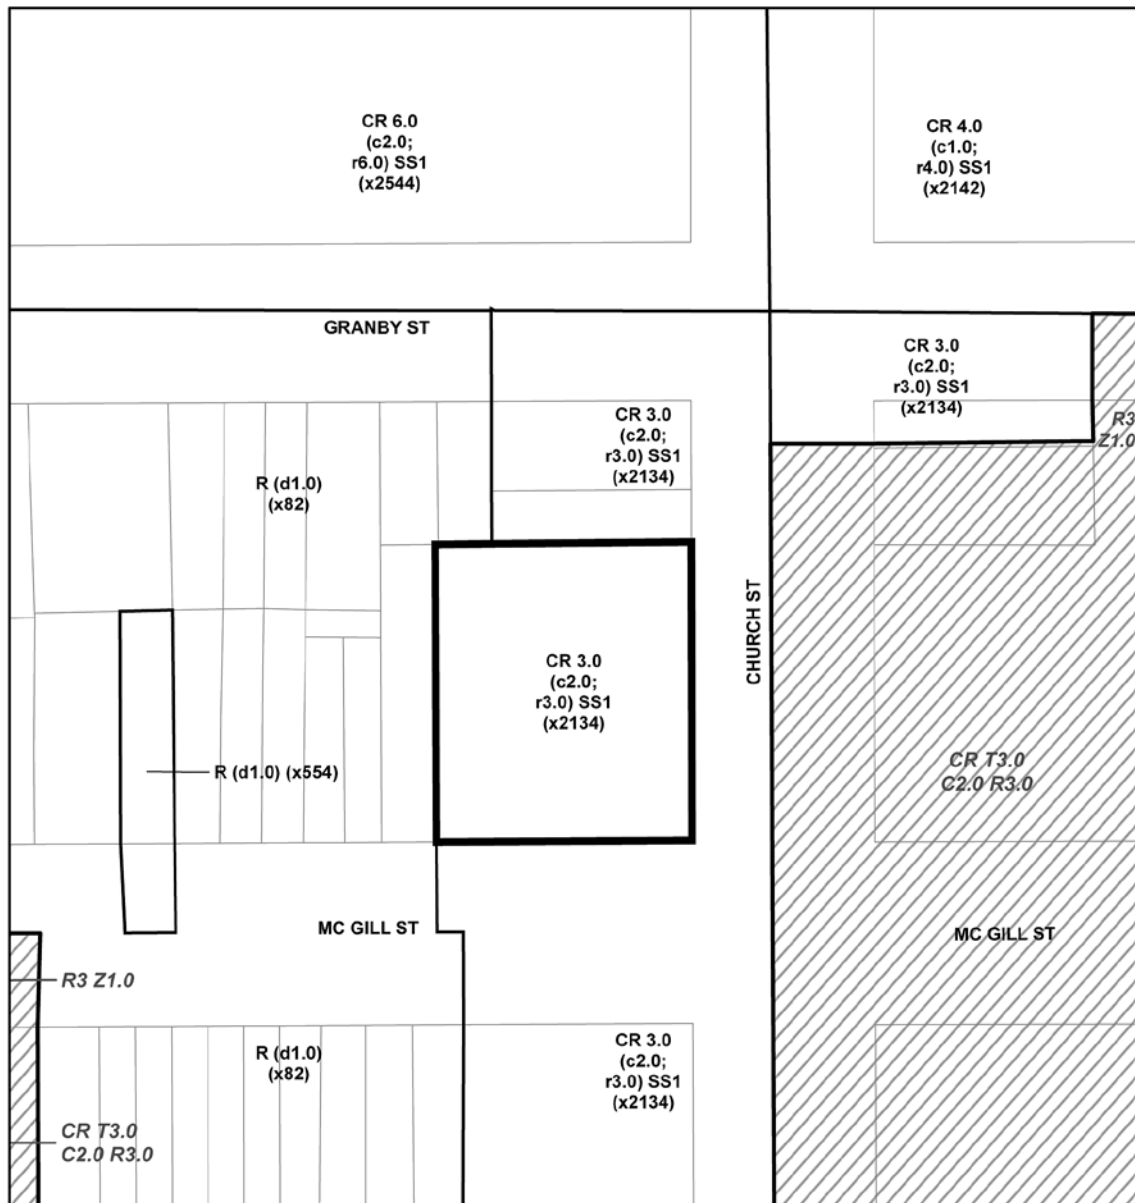 CR 6.0
(c2.0;
r6.0) SS1
(x2544)
CR 4.0
(c1.0;
r4.0) SS1
(x2142)
GRANBY ST
CR 3.0
(c2.0;
r3.0) SS1
(x2134)
CR 3.0
(c2.0;
r3.0) SS1
(x2134)
R3
Z1.0
R (d1.0)
(x82)
CHURCH ST
CR 3.0
(c2.0;
r3.0) SS1
(x2134)
R (d1.0) (x554)
CR T3.0
C2.0 R3.0
MC GILL ST
MC GILL ST
R3 Z1.0
R (d1.0)
(x82)
CR 3.0
(c2.0;
r3.0) SS1
(x2134)
CR T3.0
C2.0 R3.0